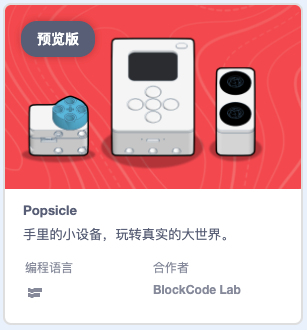 预览版
Popsicle
手里的小设备，玩转真实的大世界。
编程语言
合作者
BlockCode Lab